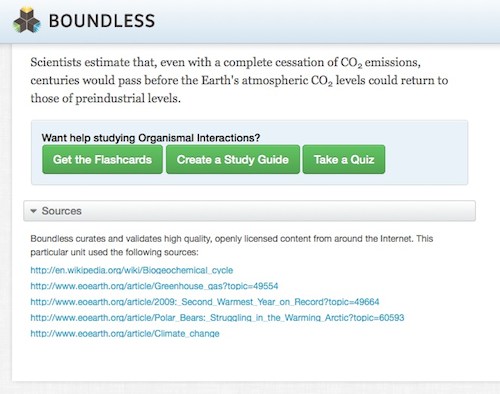 BOUNDLESS
Scientists estimate that, even with a complete cessation of CO₂ emissions,
centuries would pass before the Earth's atmospheric CO₂ levels could return to
those of preindustrial levels.
Want help studying Organismal Interactions?
Get the Flashcards Create a Study Guide Take a Quiz
Sources
Boundless curates and validates high quality, openly licensed content from around the Internet. This
particular unit used the following sources:
http://en.wikipedia.org/wiki/Biogeochemical_cycle
http://www.eoearth.org/article/Greenhouse_gas?topic=49554
http://www.eoearth.org/article/2009:_Second_Warmest_Year_on_Record?topic=49664
http://www.eoearth.org/article/Polar_Bears:_Struggling_in_the_Warming_Arctic?topic=60593
http://www.eoearth.org/article/Climate_change